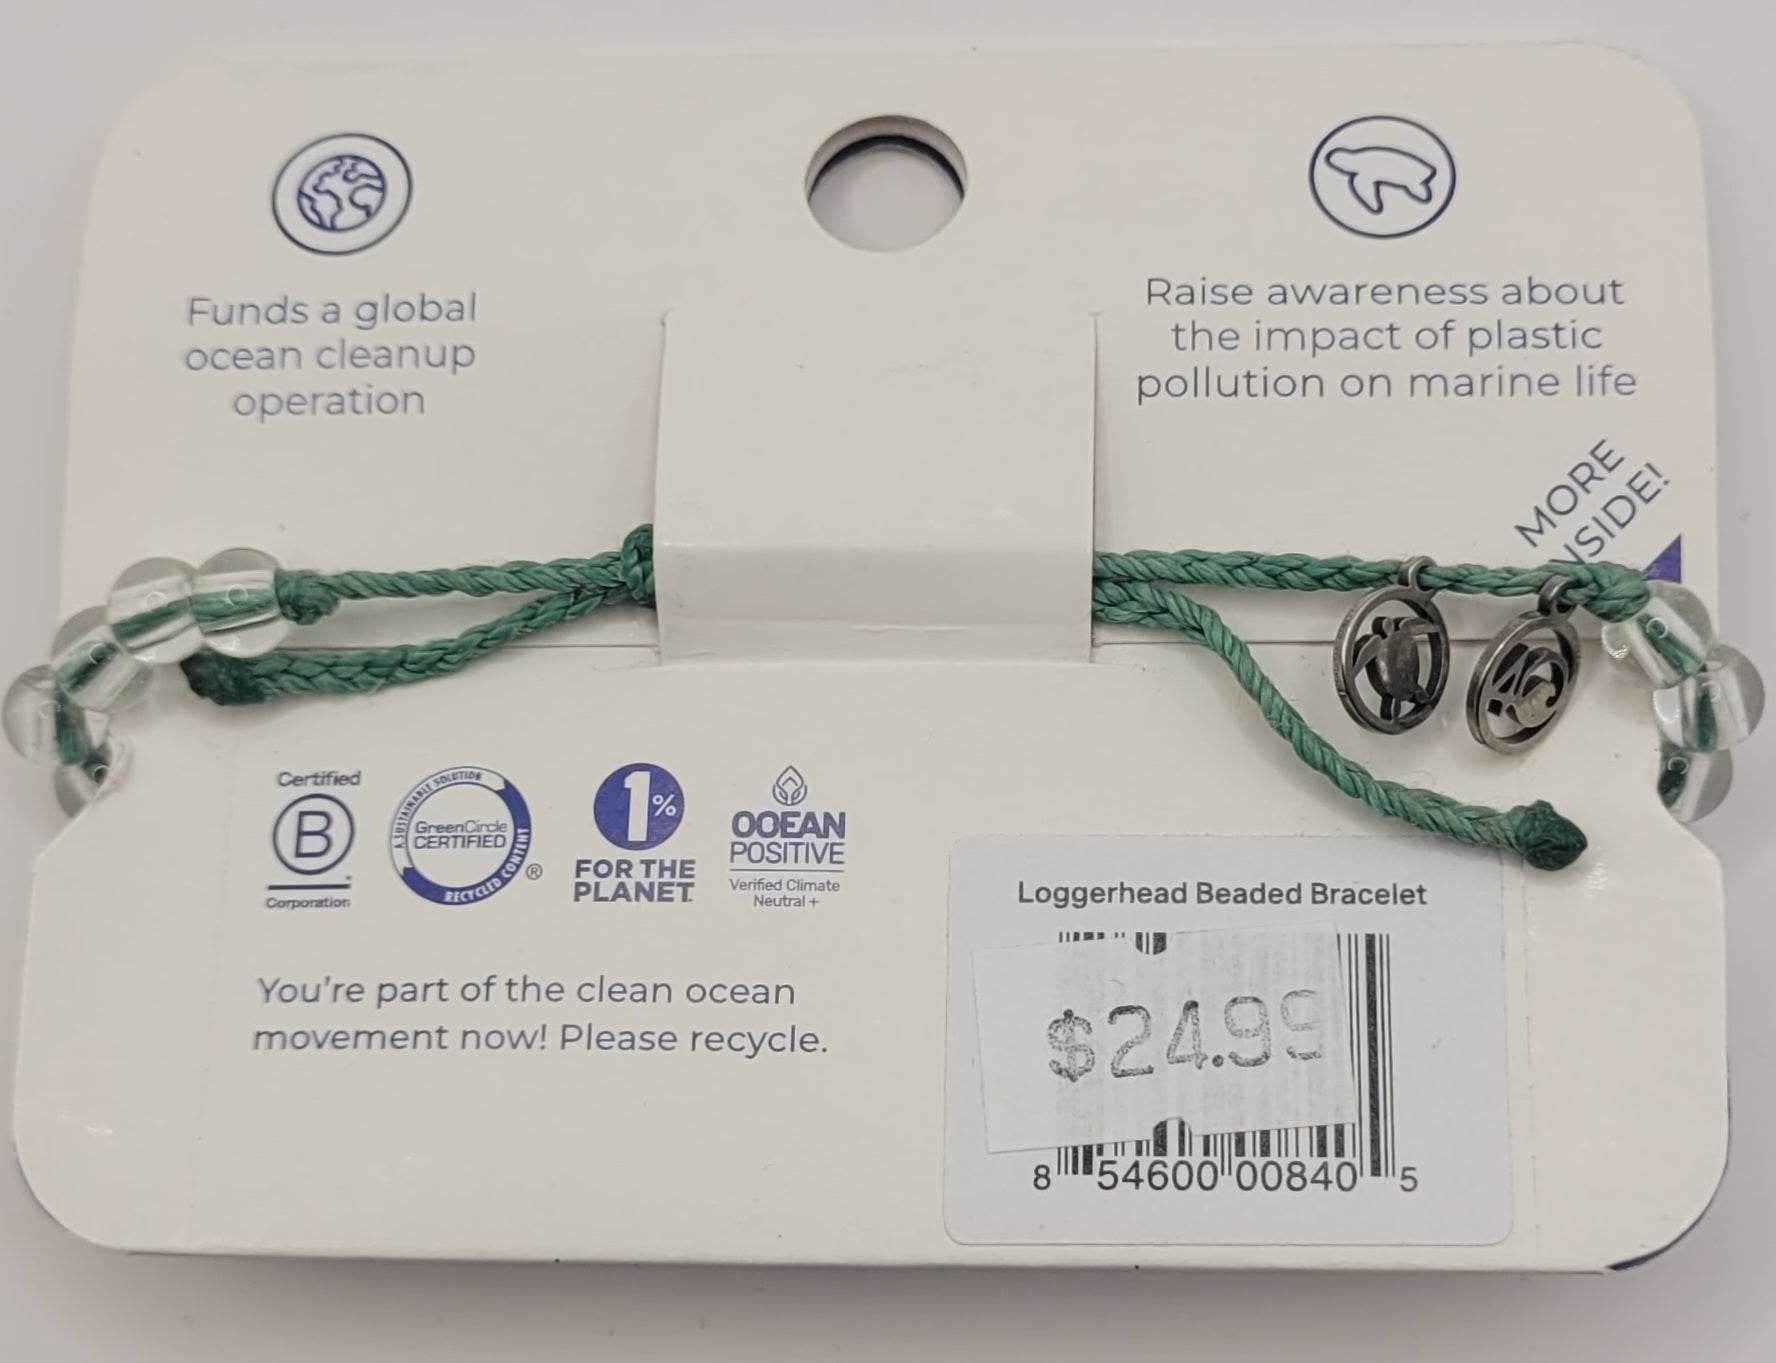 Funds a global
ocean cleanup
operation
Raise awareness about
the impact of plastic
pollution on marine life
MORE
NSIDE!
Certified
B
Corporation
A SUSTAINABLE SOLUTION
GreenCircle
CERTIFIED
RECYCLED CONTENT
®
1%
FOR THE
PLANET.
OCEAN
POSITIVE
Verified Climate
Neutral +
You're part of the clean ocean
movement now! Please recycle.
Loggerhead Beaded Bracelet
$24.99
8 54600 00840 5